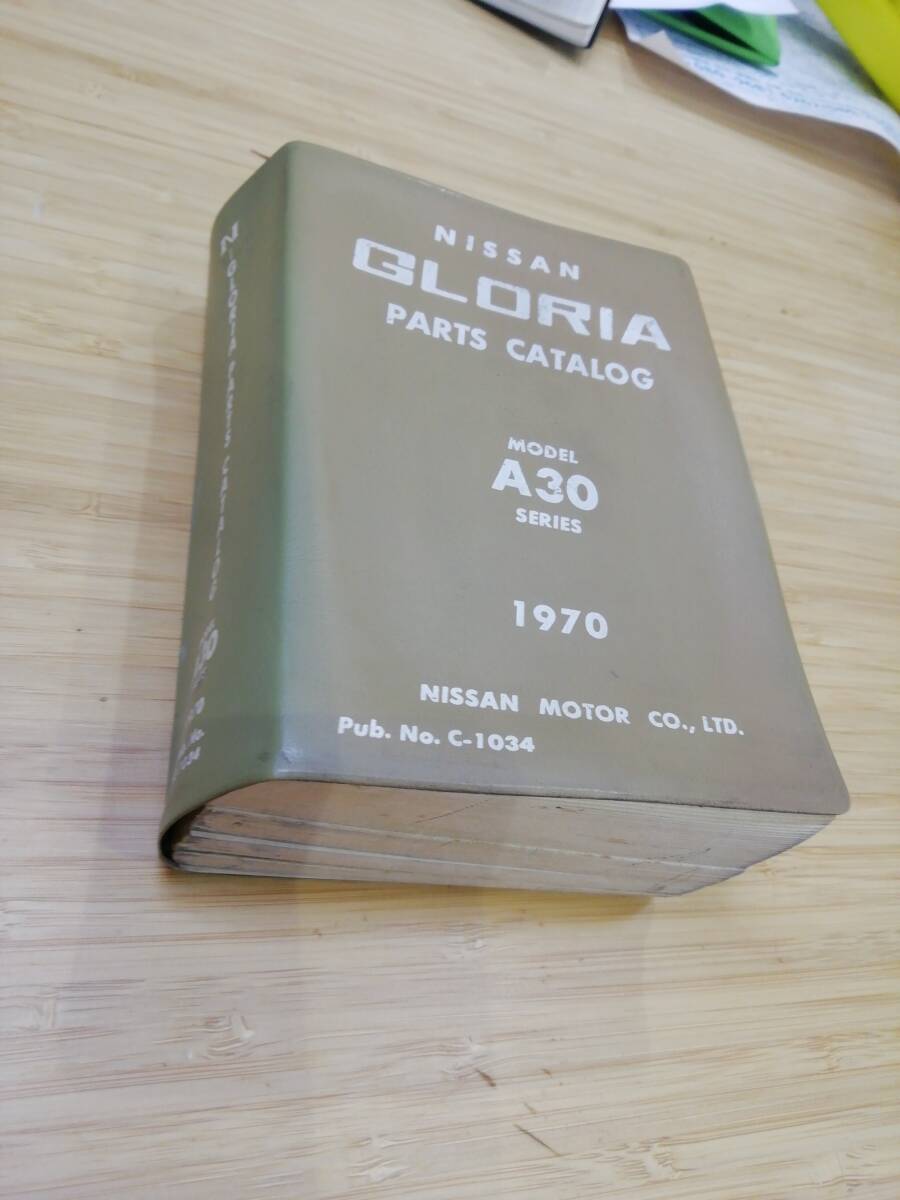 NISSAN
GLORIA
PARTS CATALOG
MODEL
A30
SERIES
1970
NISSAN MOTOR CO., LTD.
Pub. No. C-1034